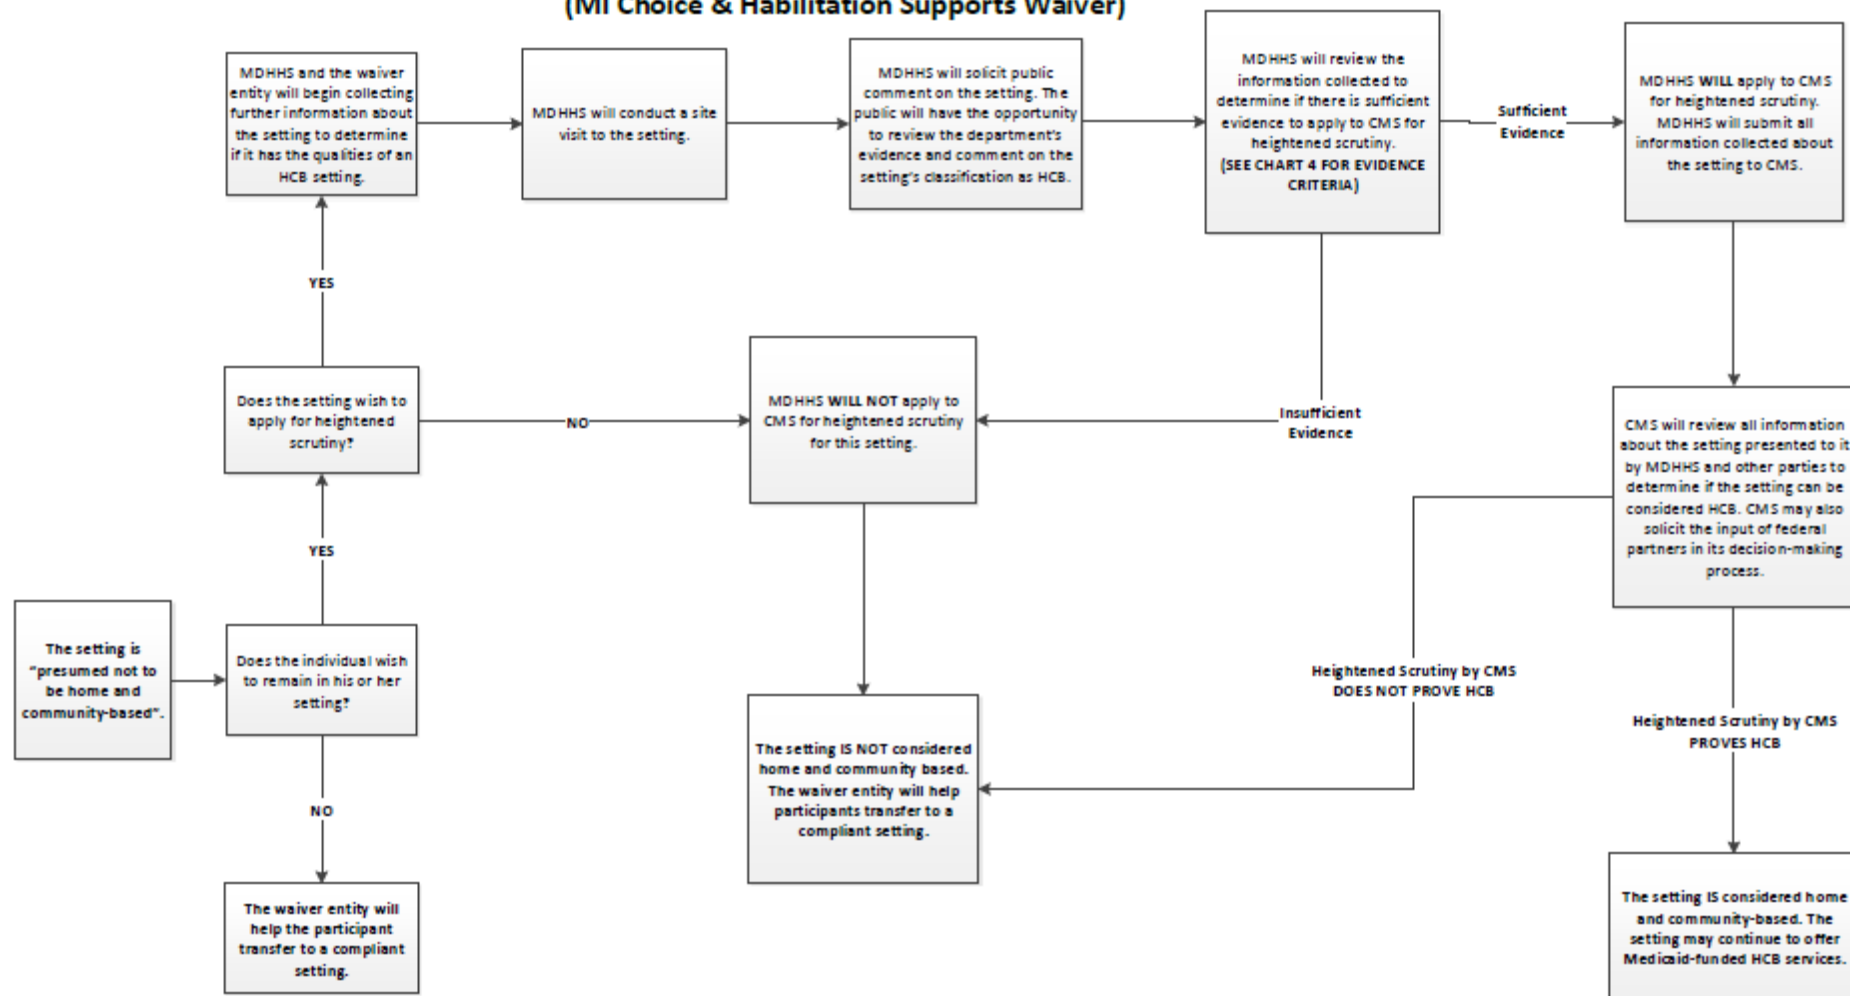 (MI Choice & Habilitation Supports Waiver)
MDHHS and the waiver
entity will begin collecting
further information about
the setting to determine
if it has the qualities of an
HCB setting.
MDHHS will conduct a site
visit to the setting.
MDHHS will solicit public
comment on the setting. The
public will have the opportunity
to review the department's
evidence and comment on the
setting's classification as HCB.
MDHHS will review the
information collected to
determine if there is sufficient
evidence to apply to CMS for
heightened scrutiny.
(SEE CHART 4 FOR EVIDENCE
CRITERIA)
Sufficient
Evidence
MDHHS WILL apply to CMS
for heightened scrutiny.
MDHHS will submit all
information collected about
the setting to CMS.
YES
Does the setting wish to
apply for heightened
scrutiny?
NO
MDHHS WILL NOT apply to
CMS for heightened scrutiny
for this setting.
Insufficient
Evidence
CMS will review all information
about the setting presented to it
by MDHHS and other parties to
determine if the setting can be
considered HCB. CMS may also
solicit the input of federal
partners in its decision-making
process.
YES
The setting is
"presumed not to
be home and
community-based".
Does the individual wish
to remain in his or her
setting?
Heightened Scrutiny by CMS
DOES NOT PROVE HCB
Heightened Scrutiny by CMS
PROVES HCB
The setting IS NOT considered
home and community based.
The waiver entity will help
participants transfer to a
compliant setting.
NO
The waiver entity will
help the participant
transfer to a compliant
setting.
The setting IS considered home
and community-based. The
setting may continue to offer
Medicaid-funded HCB services.